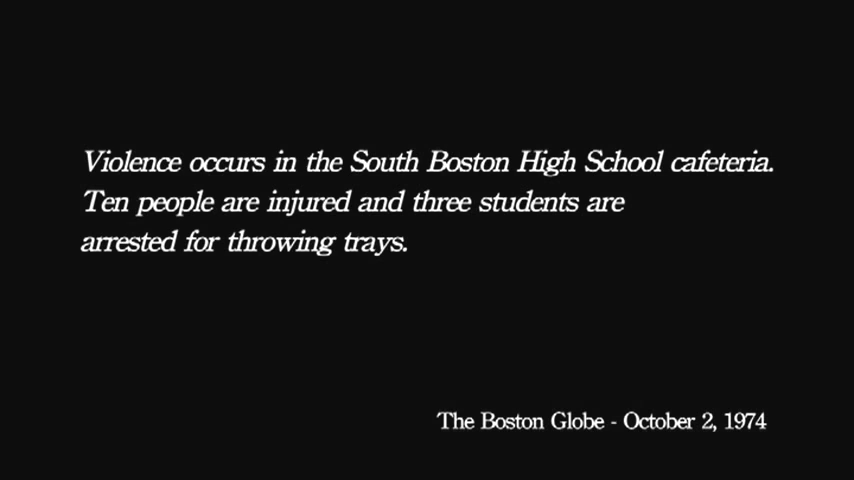 Violence occurs in the South Boston High School cafeteria.
Ten people are injured and three students are
arrested for throwing trays.
The Boston Globe - October 2, 1974